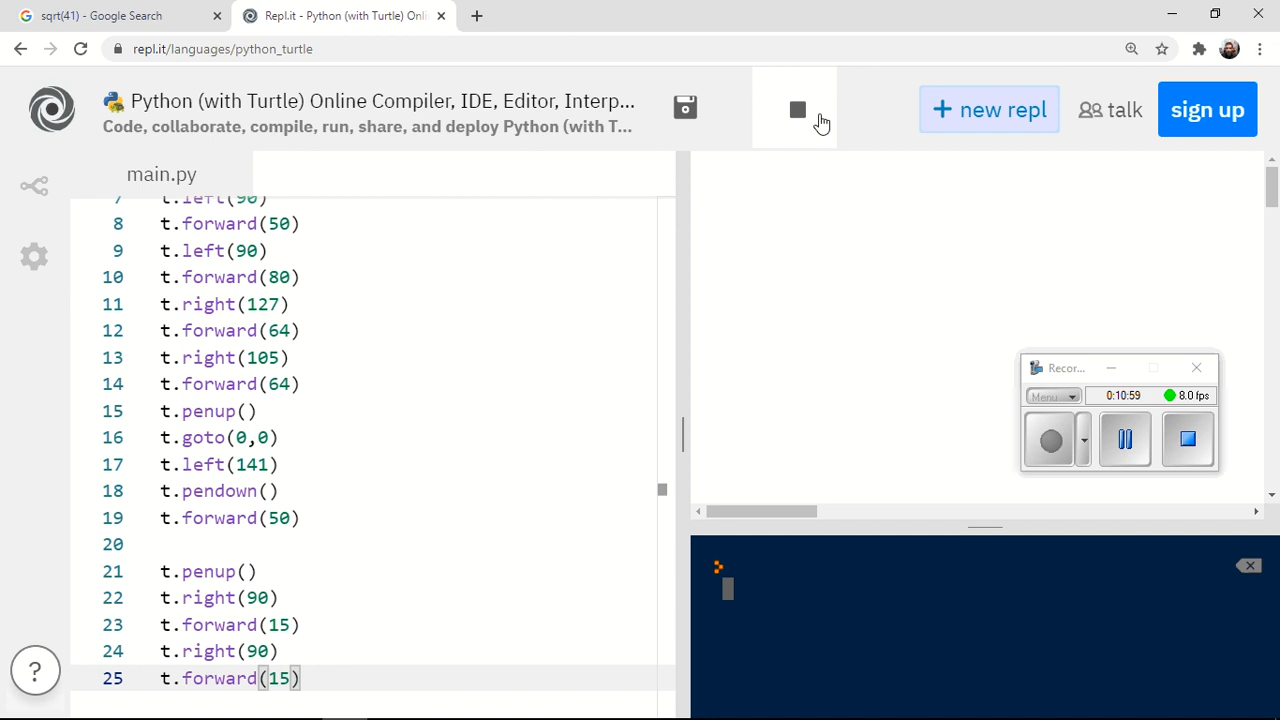 sqrt(41) - Google Search
Repl.it - Python (with Turtle) Onli
repl.it/languages/python_turtle
Python (with Turtle) Online Compiler, IDE, Editor, Interp...
Code, collaborate, compile, run, share, and deploy Python (with T...
+ new repl
talk
sign up
main.py
7 t.left(90)
8 t.forward(50)
9 t.left(90)
10 t.forward(80)
11 t.right(127)
12 t.forward(64)
13 t.right(105)
14 t.forward(64)
15 t.penup()
16 t.goto(0,0)
17 t.left(141)
18 t.pendown()
19 t.forward(50)
20
21 t.penup()
22 t.right(90)
23 t.forward(15)
24 t.right(90)
25 t.forward(15)
?
Recor...
Menu
0:10:59
8.0 fps